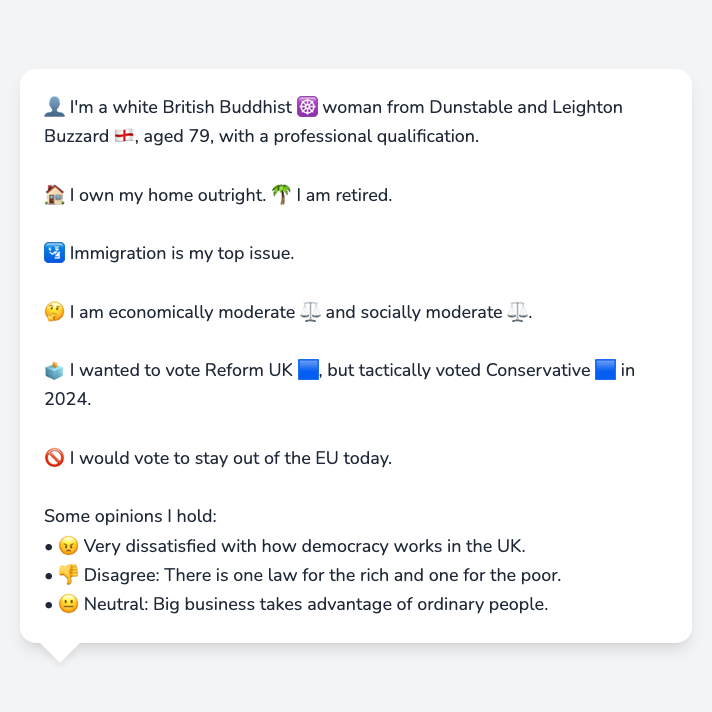 👤 I'm a white British Buddhist ☸️ woman from Dunstable and Leighton
Buzzard 🏴󠁧󠁢󠁥󠁮󠁧󠁿, aged 79, with a professional qualification.
🏠 I own my home outright. 🌴 I am retired.
🛂 Immigration is my top issue.
🤔 I am economically moderate ⚖️ and socially moderate ⚖️.
🗳️ I wanted to vote Reform UK 🟦, but tactically voted Conservative 🟦 in
2024.
🚫 I would vote to stay out of the EU today.
Some opinions I hold:
• 😠 Very dissatisfied with how democracy works in the UK.
• 👎 Disagree: There is one law for the rich and one for the poor.
• 😐 Neutral: Big business takes advantage of ordinary people.